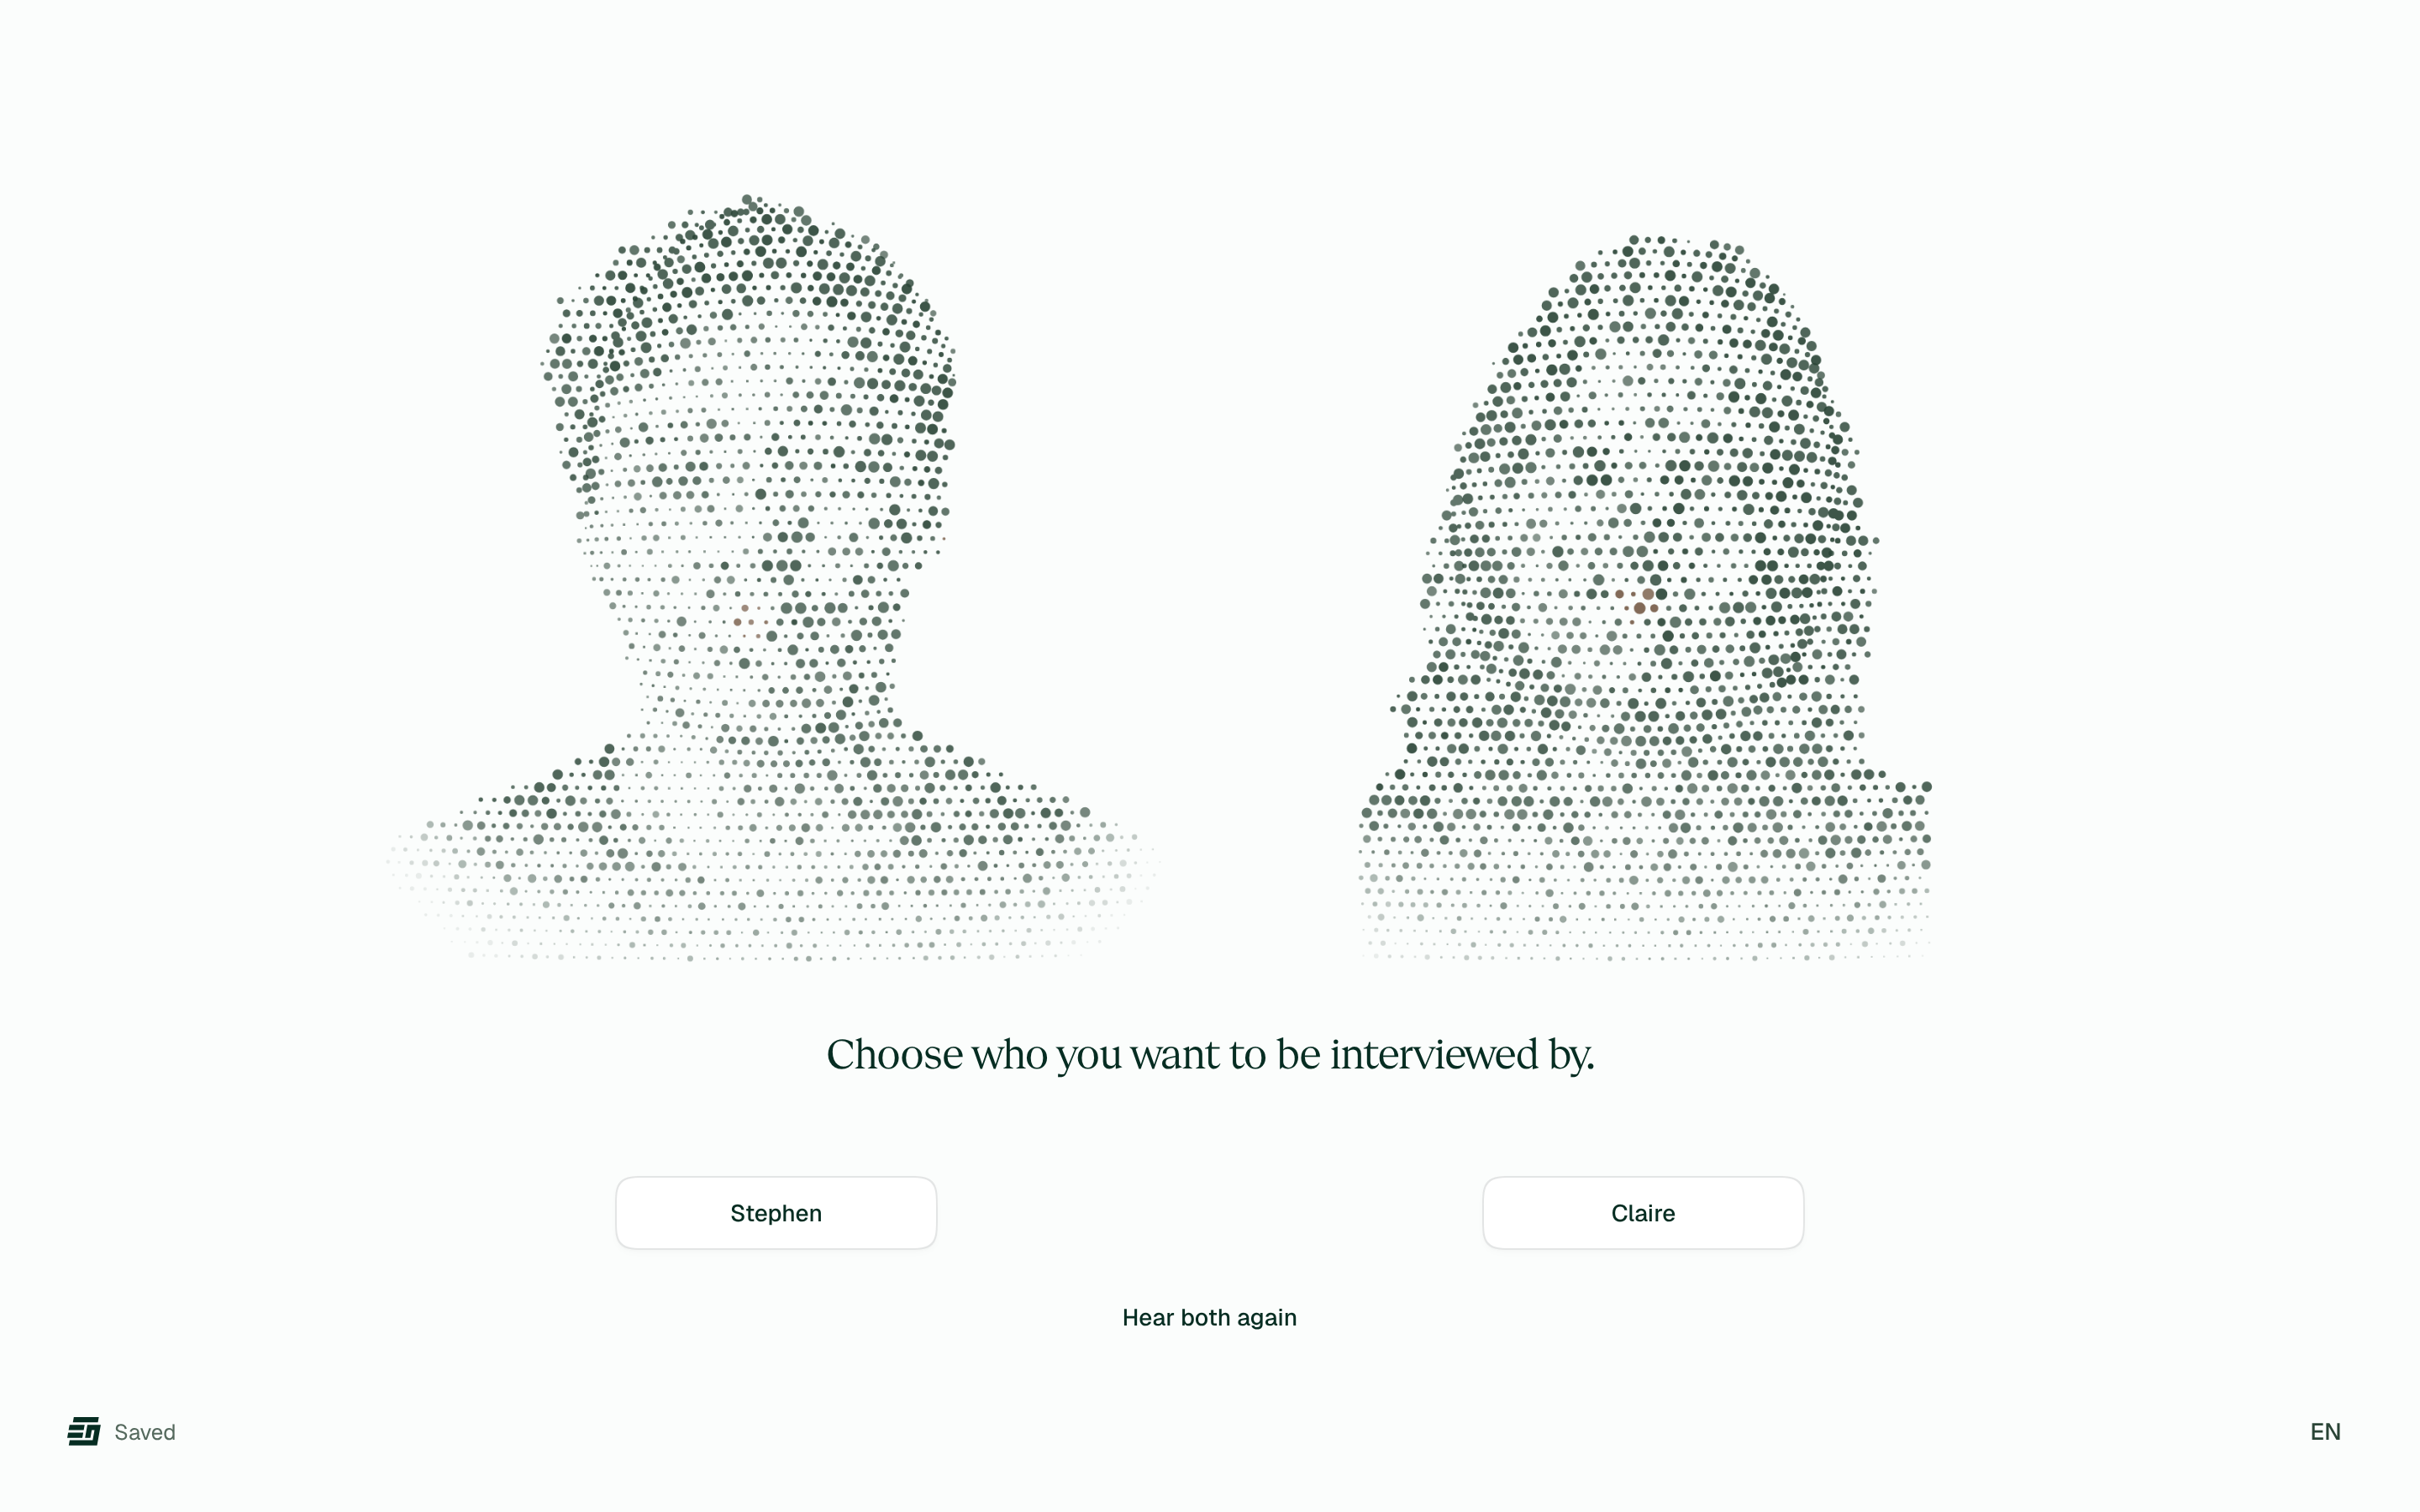 Choose who you want to be interviewed by.
Stephen
Claire
Hear both again
Saved
EN